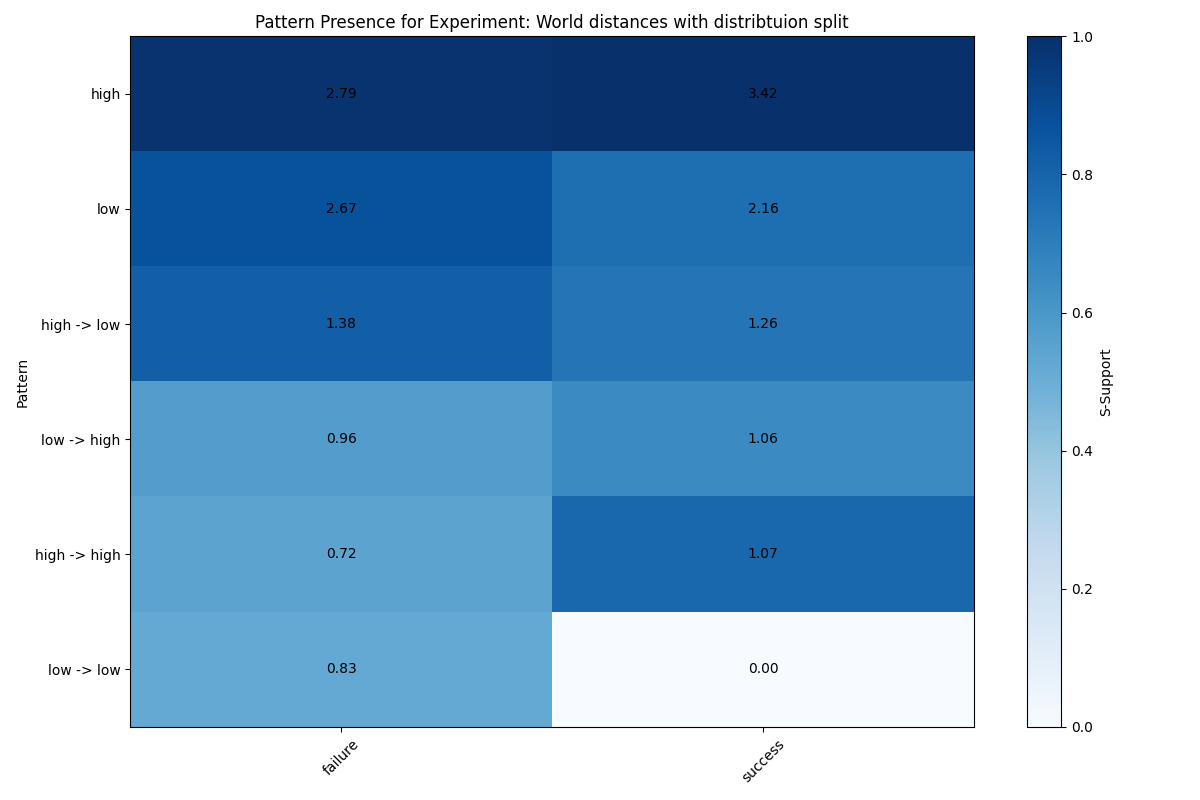 Pattern Presence for Experiment: World distances with distribtuion split
high
2.79
3.42
low
2.67
2.16
high -> low
1.38
1.26
low -> high
0.96
1.06
high -> high
0.72
1.07
low -> low
0.83
0.00
failure
success
Pattern
1.0
0.8
0.6
0.4
0.2
0.0
S-Support